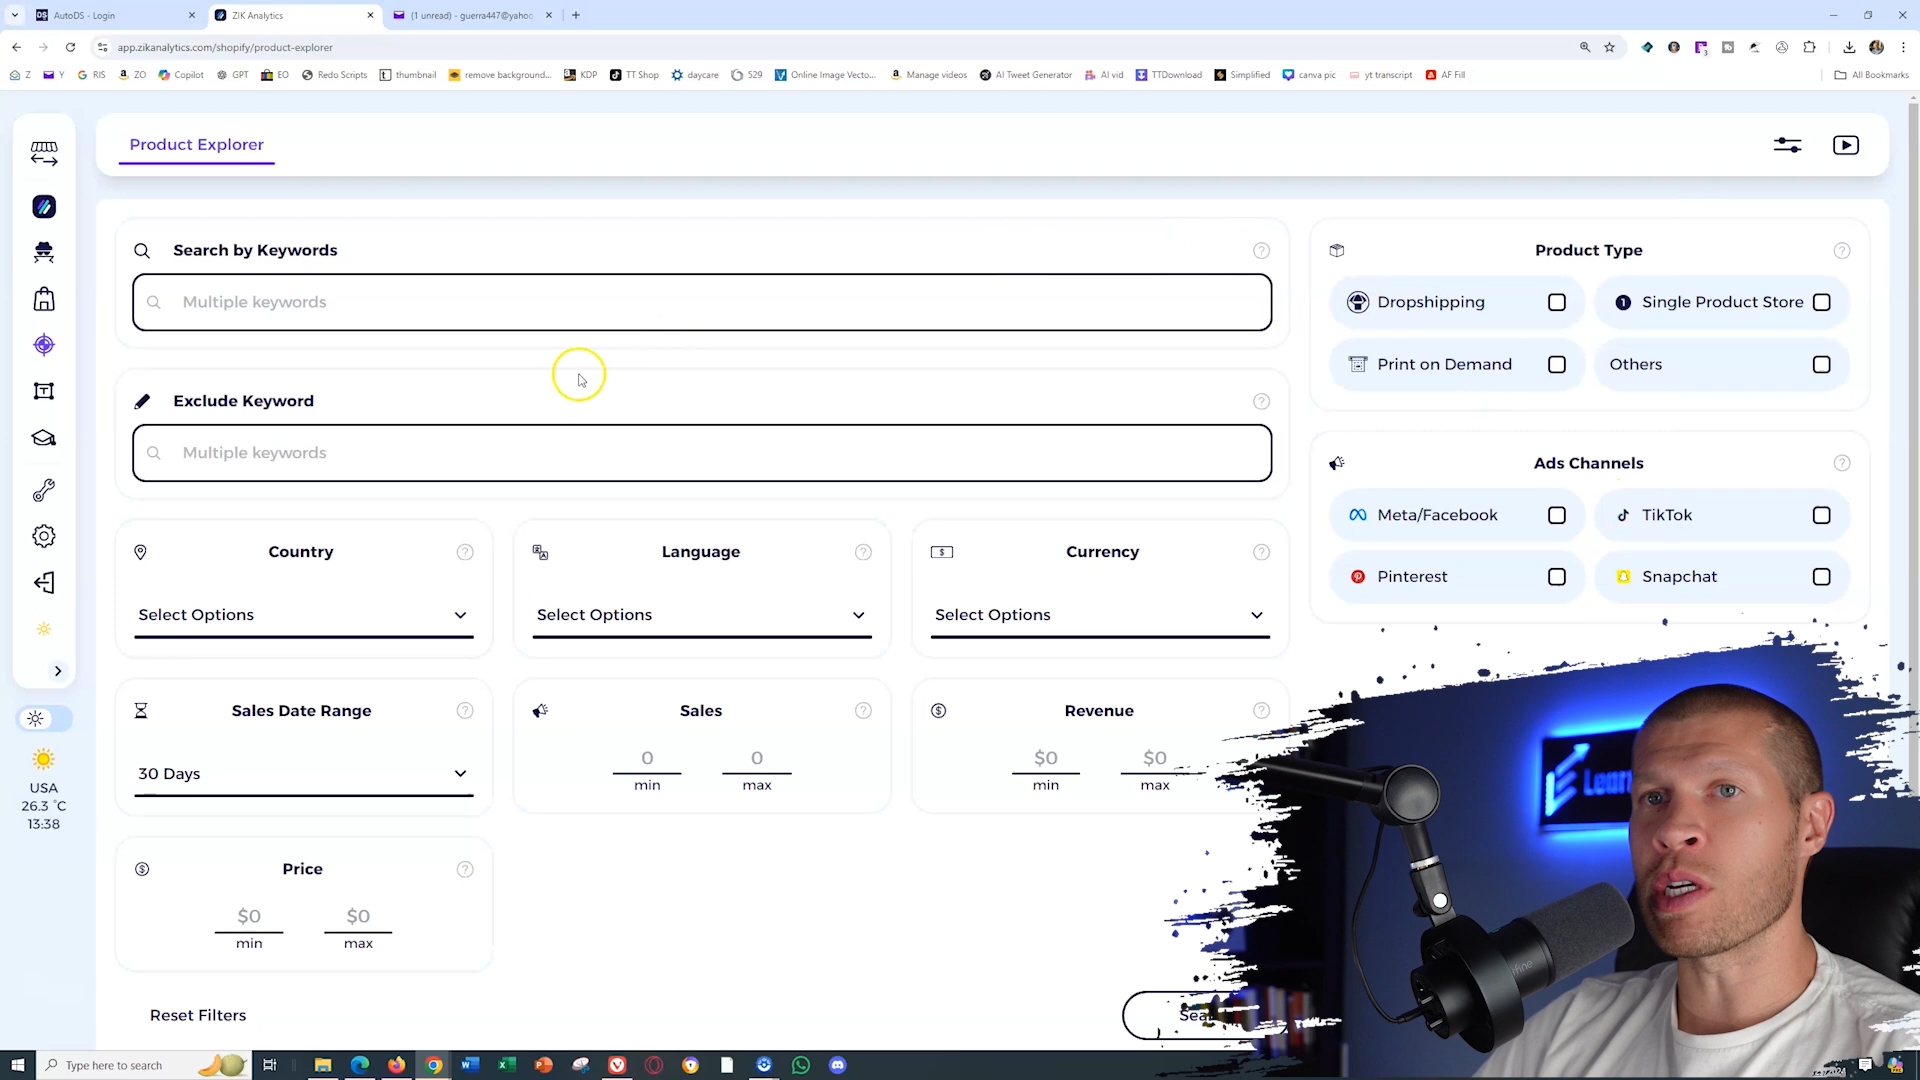 AutoDS - Login
ZIK Analytics
(1 unread) - guerra447@yahoo
app.zikanalytics.com/shopify/product-explorer
Z
Y
RIS
ZO
Copilot
GPT
EO
Redo Scripts
thumbnail
remove background...
KDP
TT Shop
daycare
529
Online Image Vecto...
Manage videos
AI Tweet Generator
AI vid
TTDownload
Simplified
canva pic
yt transcript
AF Fill
All Bookmarks
Product Explorer
Search by Keywords
Multiple keywords
Exclude Keyword
Multiple keywords
Product Type
Dropshipping
Single Product Store
Print on Demand
Others
Ads Channels
Meta/Facebook
TikTok
Pinterest
Snapchat
Country
Select Options
Language
Select Options
Currency
Select Options
Sales Date Range
30 Days
Sales
0 0
min max
Revenue
$0 $0
min max
Price
$0 $0
min max
Reset Filters
USA
26.3 °C
13:38
Learn
Type here to search